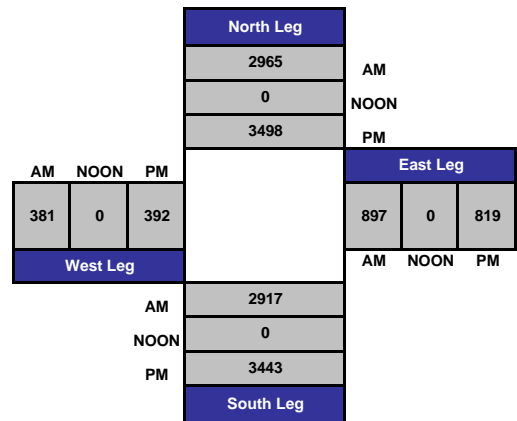 North Leg
2965
AM
0
NOON
3498
PM
East Leg
AM NOON PM
381 0 392
897 0 819
West Leg
AM NOON PM
2917
AM
0
NOON
3443
PM
South Leg